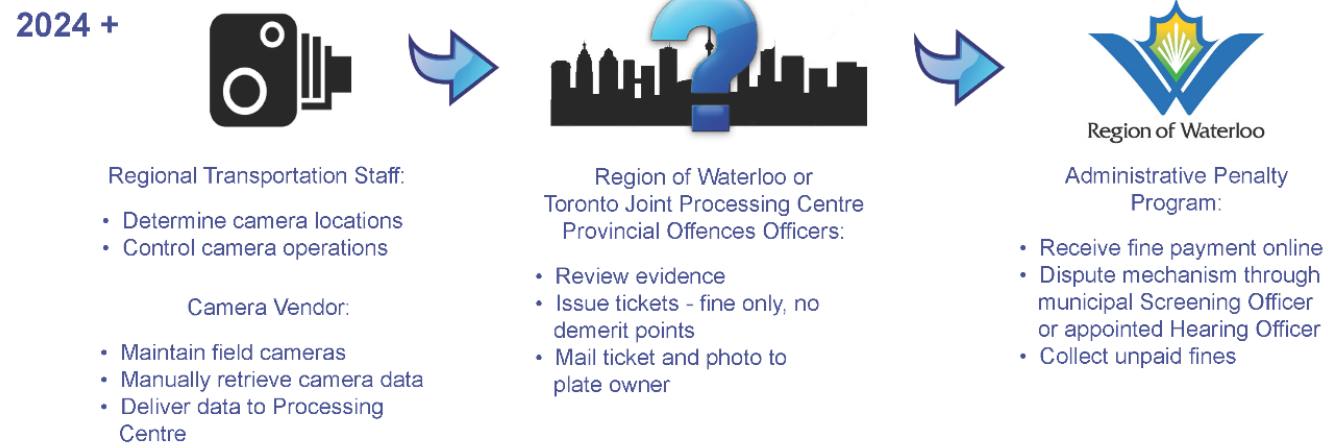 2024 +
Regional Transportation Staff:
• Determine camera locations
• Control camera operations
Camera Vendor:
• Maintain field cameras
• Manually retrieve camera data
• Deliver data to Processing
Centre
?
Region of Waterloo or
Toronto Joint Processing Centre
Provincial Offences Officers:
• Review evidence
• Issue tickets - fine only, no
demerit points
• Mail ticket and photo to
plate owner
Region of Waterloo
Administrative Penalty
Program:
• Receive fine payment online
• Dispute mechanism through
municipal Screening Officer
or appointed Hearing Officer
• Collect unpaid fines